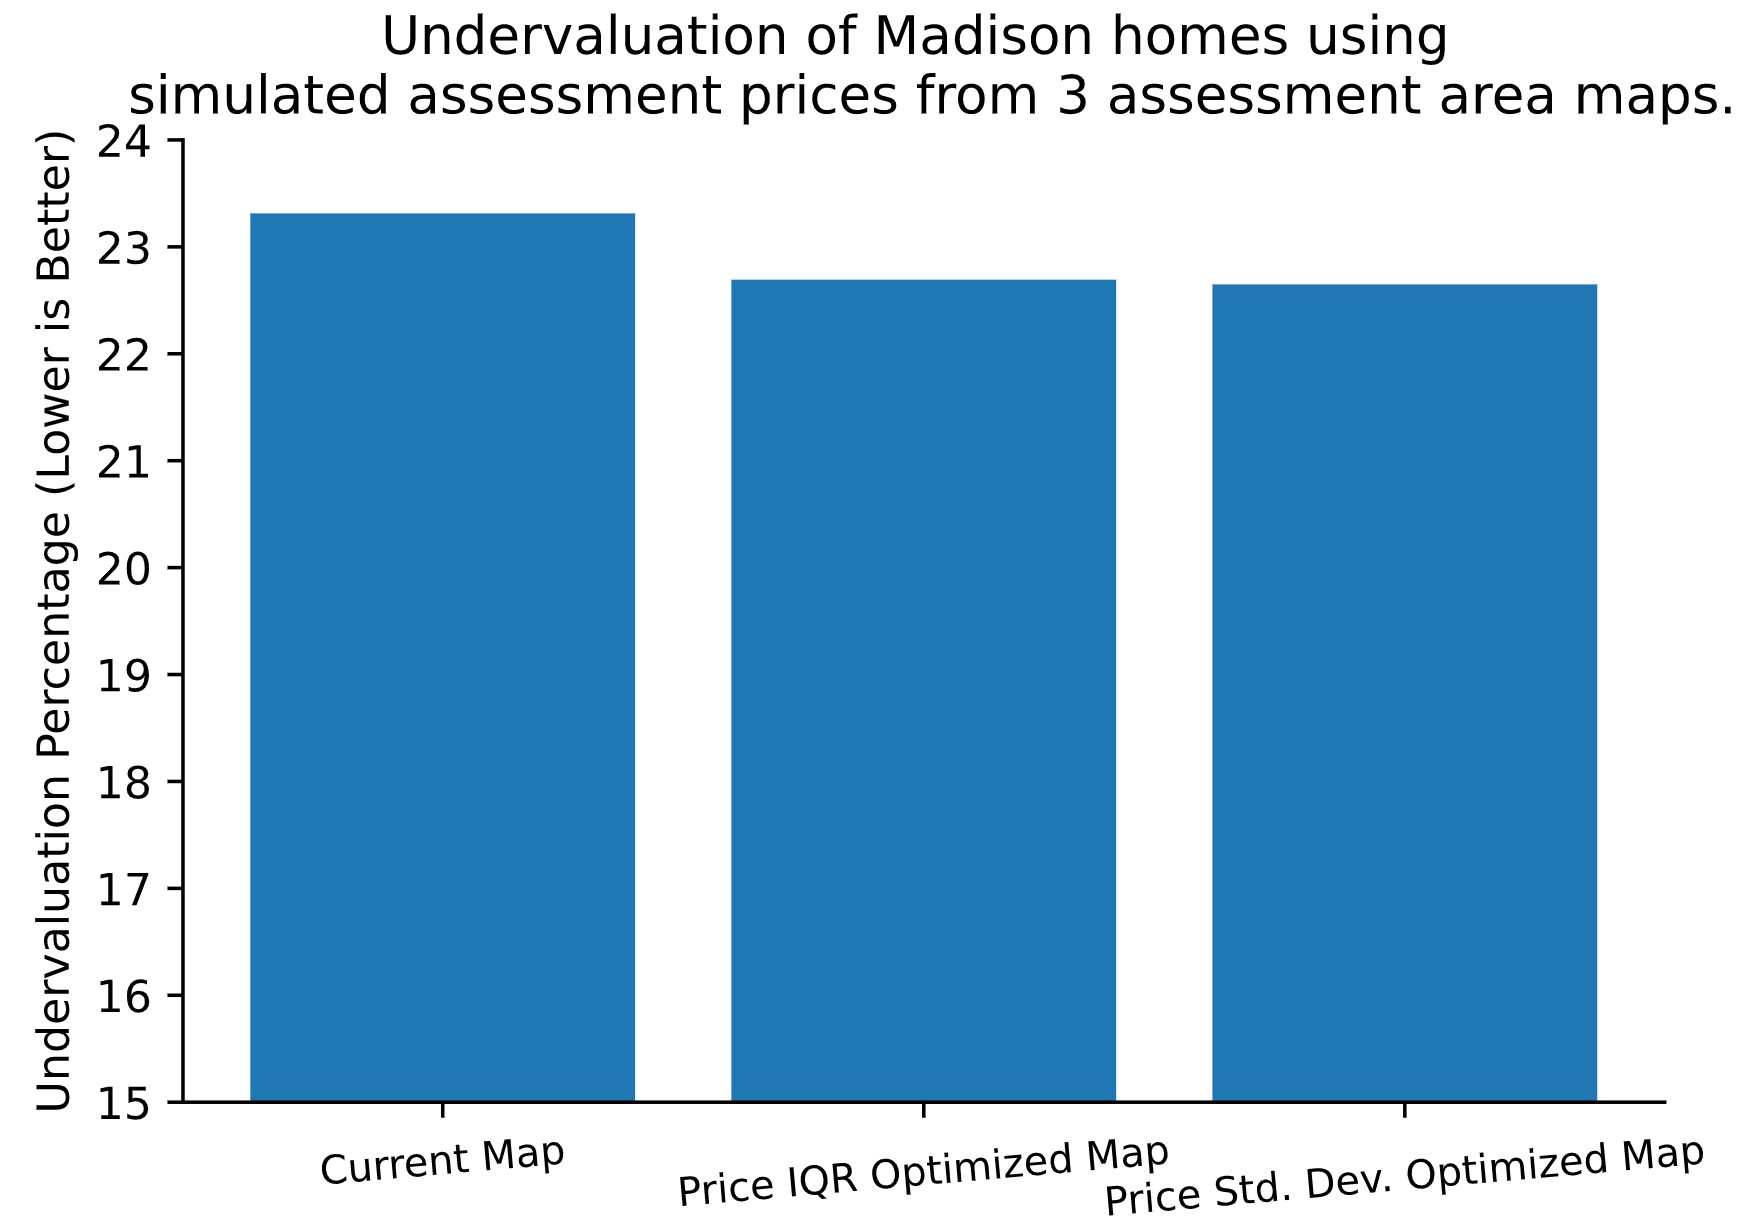 Undervaluation of Madison homes using
simulated assessment prices from 3 assessment area maps.
Undervaluation Percentage (Lower is Better)
24
23
22
21
20
19
18
17
16
15
Current Map
Price IQR Optimized Map
Price Std. Dev. Optimized Map